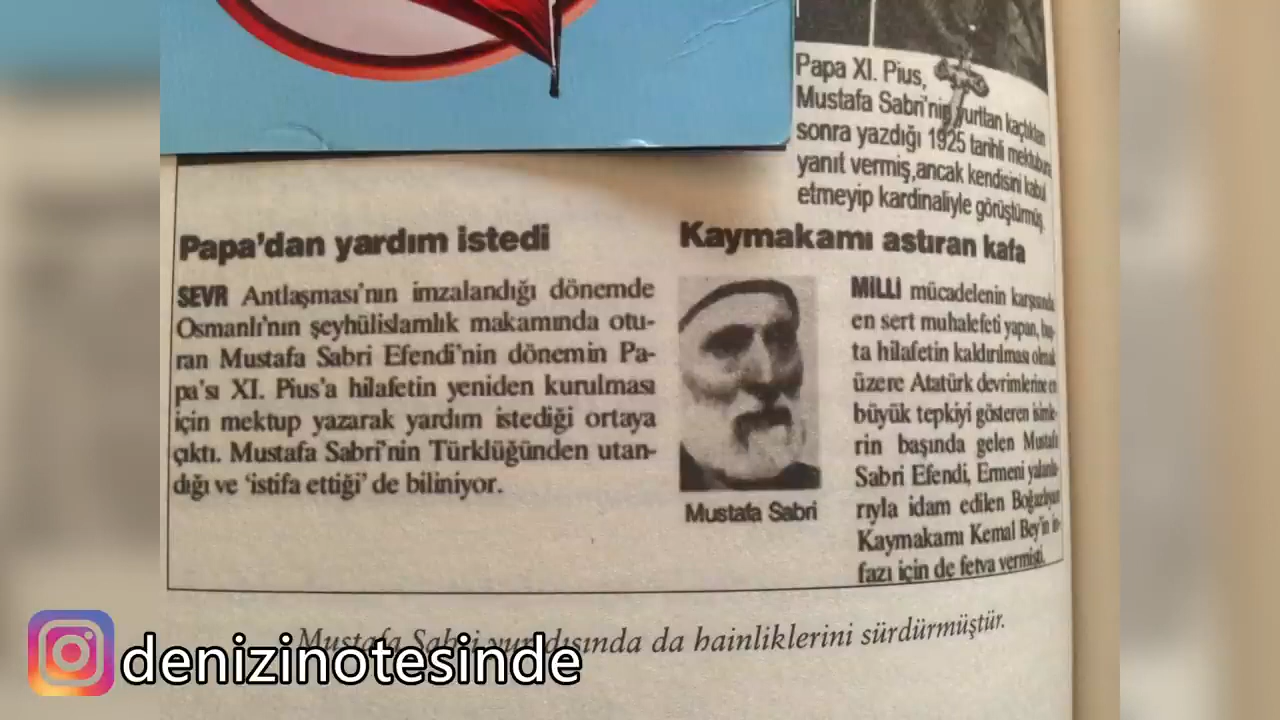 Papa XI. Pius,
Mustafa Sabri'nin yurttan kaçtıktan
sonra yazdığı 1925 tarihli mektubuna
yanıt vermiş,ancak kendisini kabul
etmeyip kardinaliyle görüştürmüş.
Papa'dan yardım istedi
SEVR Antlaşması'nın imzalandığı dönemde
Osmanlı'nın şeyhülislamlık makamında otu-
ran Mustafa Sabri Efendi'nin dönemin Pa-
pa'sı XI. Pius'a hilafetin yeniden kurulması
için mektup yazarak yardım istediği ortaya
çıktı. Mustafa Sabri'nin Türklüğünden utan-
dığı ve 'istifa ettiği' de biliniyor.
Kaymakamı astıran kafa
Mustafa Sabri
MİLLİ mücadelenin karşısında
en sert muhalefeti yapan, baş-
ta hilafetin kaldırılması olmak
üzere Atatürk devrimlerine en
büyük tepkiyi gösteren isimle-
rin başında gelen Mustafa
Sabri Efendi, Ermeni yalanla-
rıyla idam edilen Boğazlıyan
Kaymakamı Kemal Bey'in in-
fazı için de fetva vermişti.
Mustafa Sabri yurtdışında da hainliklerini sürdürmüştür.
denizinotesinde